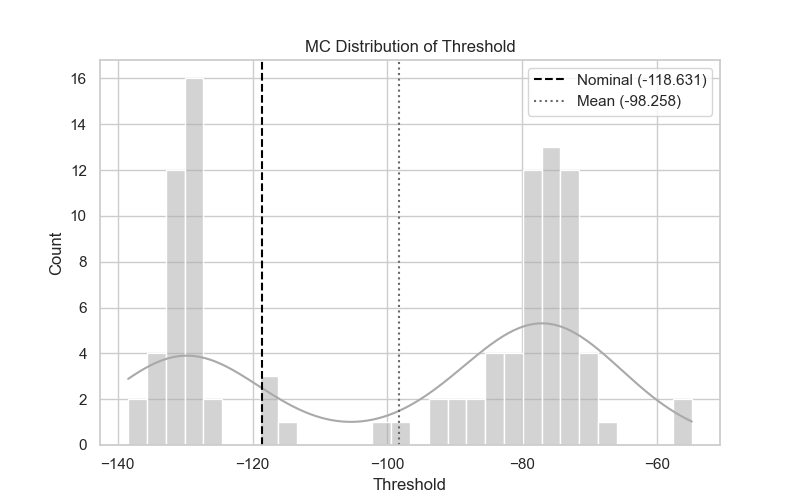 MC Distribution of Threshold
Nominal (-118.631)
Mean (-98.258)
Count
16
14
12
10
8
6
4
2
0
−140
−120
−100
−80
−60
Threshold